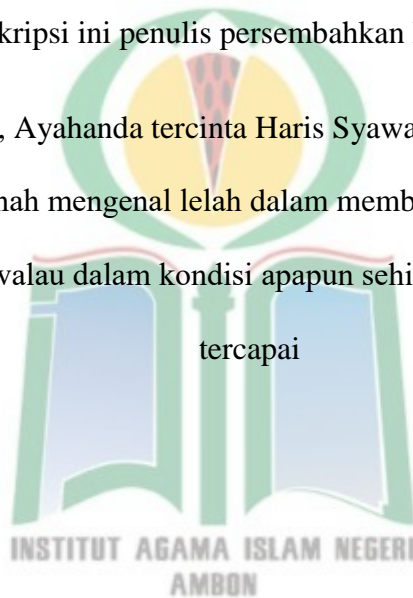 kripsi ini penulis persembahkan
, Ayahanda tercinta Haris Syawa
nah mengenal lelah dalam memb
walau dalam kondisi apapun sehi
tercapai
INSTITUT AGAMA ISLAM NEGERI
AMBON